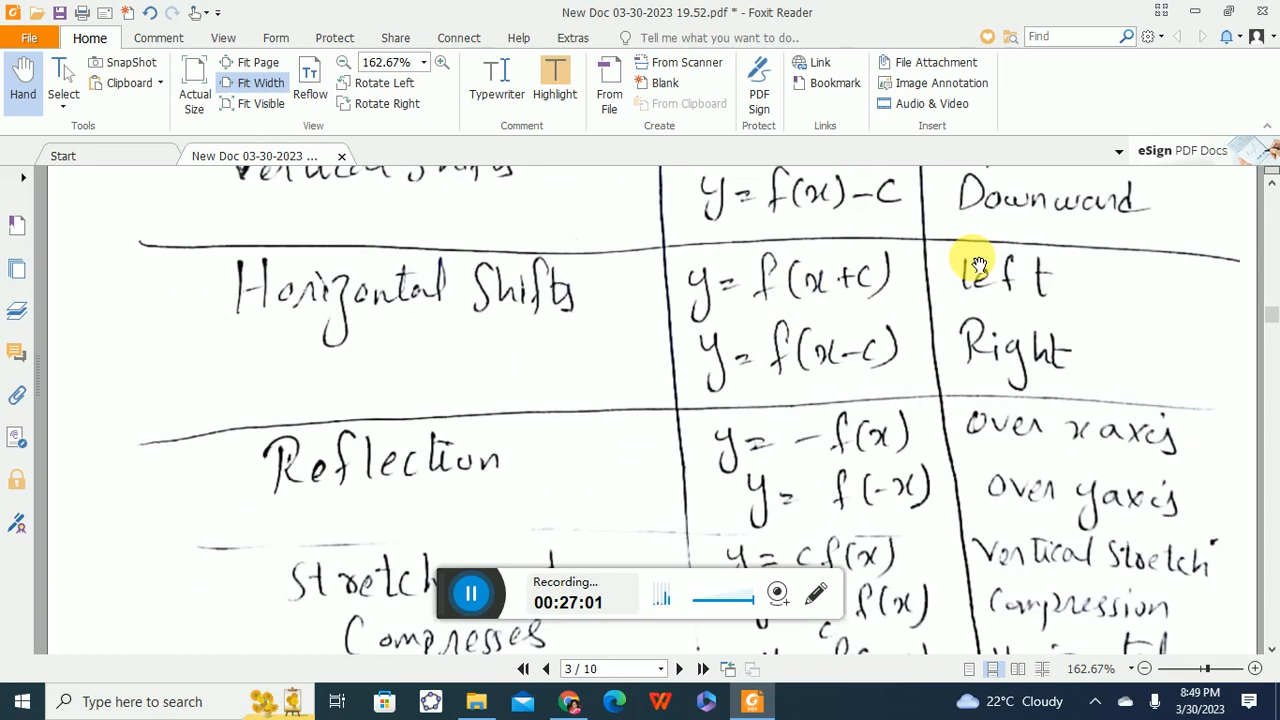 New Doc 03-30-2023 19.52.pdf * - Foxit Reader
File Home Comment View Form Protect Share Connect Help Extras Tell me what you want to do.. Find
Hand Select SnapShot Clipboard Actual Size Fit Page Fit Width Fit Visible Reflow 162.67% Rotate Left Rotate Right Typewriter Highlight From File From Scanner Blank From Clipboard PDF Sign Link Bookmark File Attachment Image Annotation Audio & Video
Tools View Comment Create Protect Links Insert
Start New Doc 03-30-2023 ... eSign PDF Docs
Vertical Shifts y = f(x) - c Downward
Horizontal Shifts y = f(x+c) left
y = f(x-c) Right
Reflection y = - f(x) over x axis
y = f(-x) over y axis
Stretch y = c f(x) Vertical Stretch
Recording...
00:27:01
f(x) Compression
c
Compresses
3 / 10 162.67%
Type here to search 22°C Cloudy 8:49 PM
3/30/2023